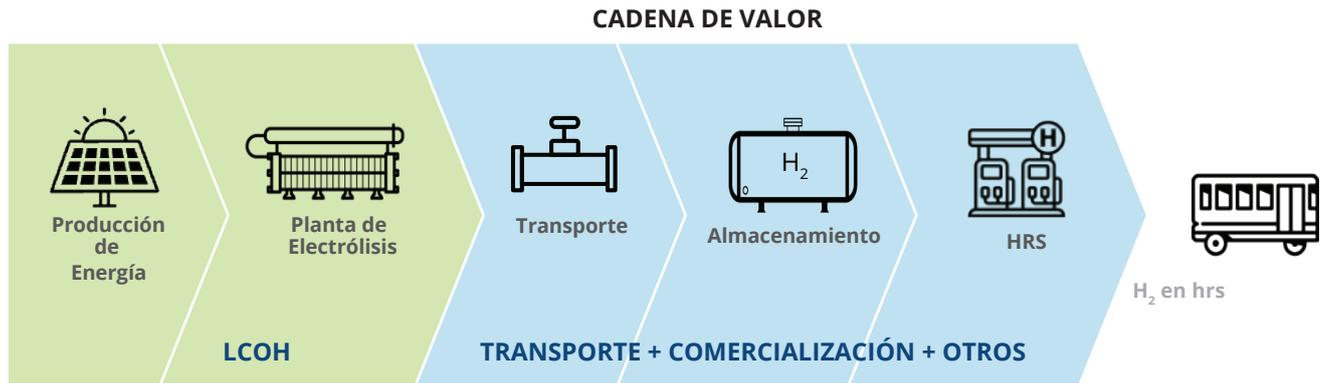 CADENA DE VALOR
H
H₂
Producción
de
Energía
Planta de
Electrólisis
Transporte
Almacenamiento
HRS
H₂ en hrs
LCOH
TRANSPORTE + COMERCIALIZACIÓN + OTROS